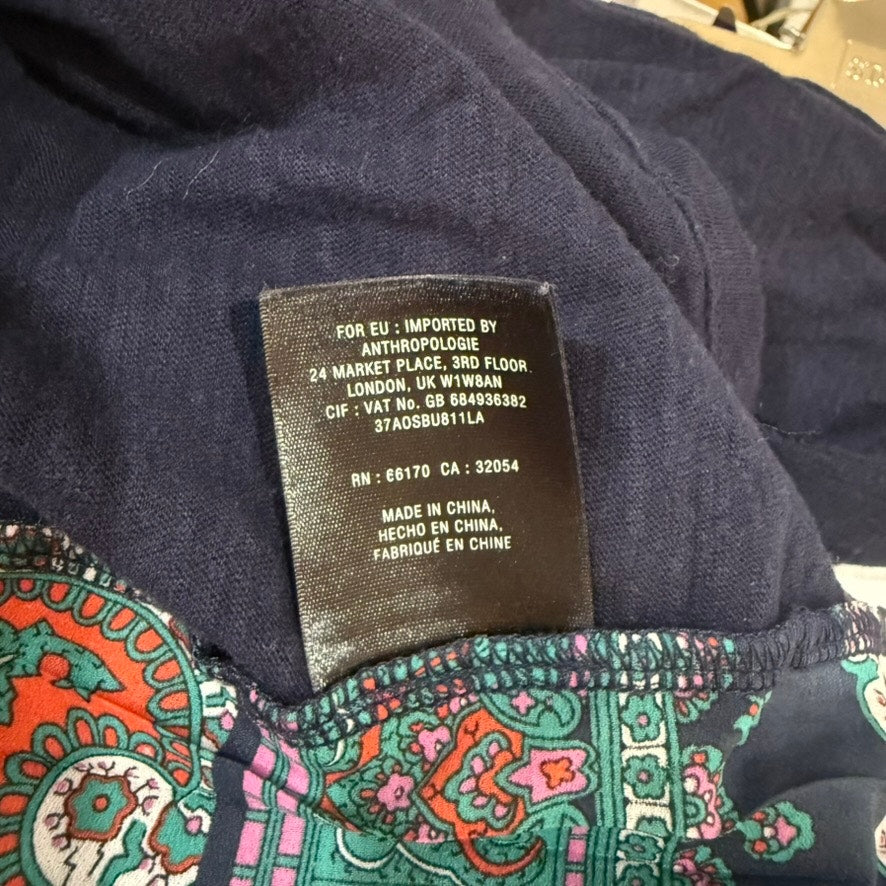 FOR EU : IMPORTED BY
ANTHROPOLOGIE
24 MARKET PLACE, 3RD FLOOR
LONDON, UK W1W8AN
CIF : VAT No. GB 684936382
37AOSBU811LA
RN : 66170 CA : 32054
MADE IN CHINA,
HECHO EN CHINA,
FABRIQUÉ EN CHINE